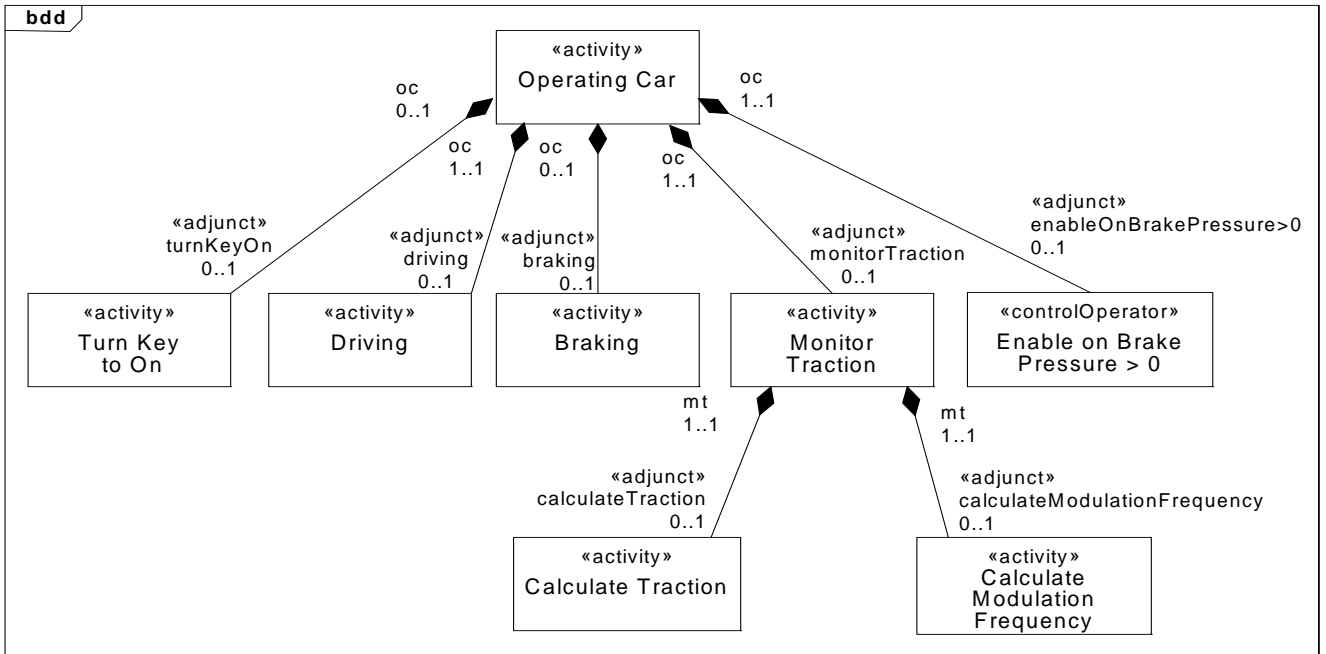 bdd
«activity»
Operating Car
oc
0..1
oc
1..1
oc
0..1
oc
1..1
oc
1..1
«adjunct»
turnKeyOn
0..1
«adjunct»
driving
0..1
«adjunct»
braking
0..1
«adjunct»
monitorTraction
0..1
«adjunct»
enableOnBrakePressure>0
0..1
«activity»
Turn Key
to On
«activity»
Driving
«activity»
Braking
«activity»
Monitor
Traction
«controlOperator»
Enable on Brake
Pressure > 0
mt
1..1
mt
1..1
«adjunct»
calculateTraction
0..1
«adjunct»
calculateModulationFrequency
0..1
«activity»
Calculate Traction
«activity»
Calculate
Modulation
Frequency